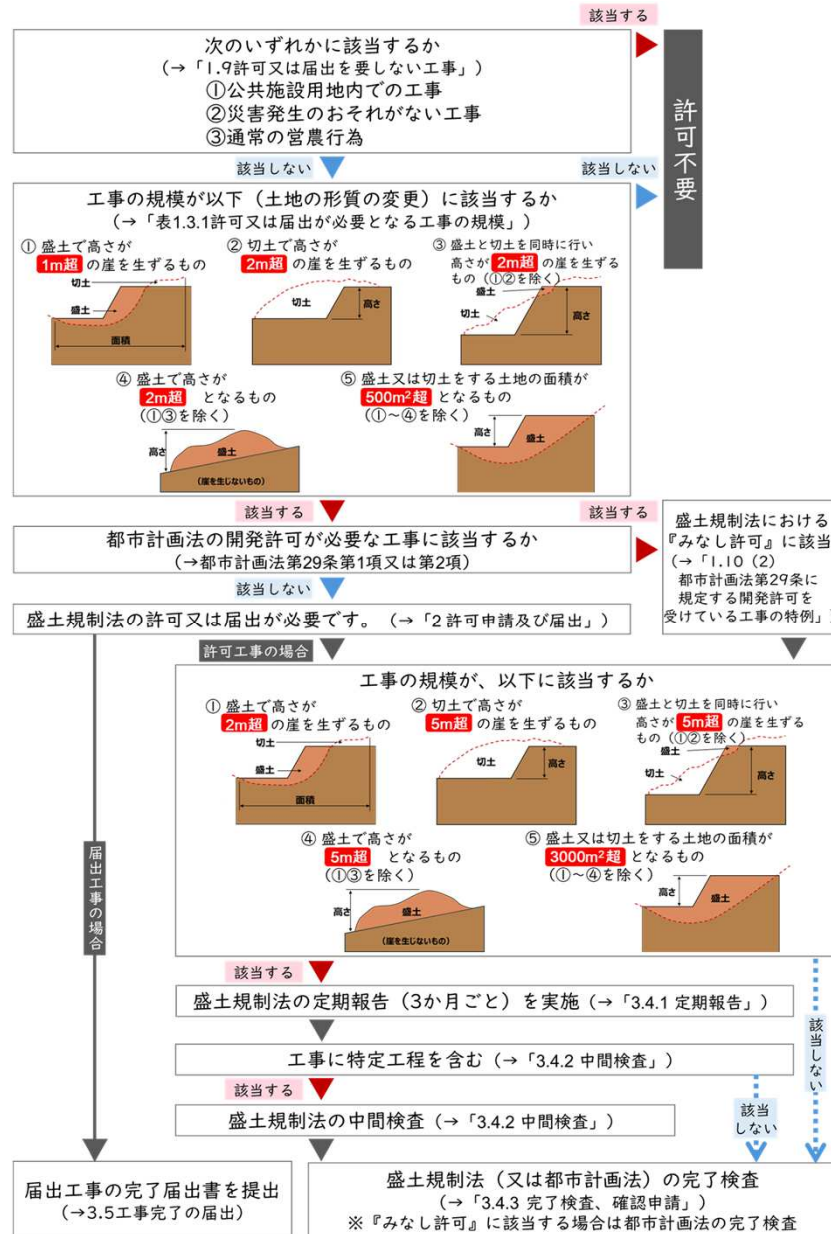 該当する
次のいずれかに該当するか
(→「1.9許可又は届出を要しない工事」)
①公共施設用地内での工事
②災害発生のおそれがない工事
③通常の営農行為
許可不要
該当しない
該当しない
工事の規模が以下（土地の形質の変更）に該当するか
(→「表1.3.1許可又は届出が必要となる工事の規模」)
① 盛土で高さが
1m超 の崖を生ずるもの
切土
盛土
面積
② 切土で高さが
2m超 の崖を生ずるもの
切土
高さ
③ 盛土と切土を同時に行い
高さが 2m超 の崖を生ずる
もの（①②を除く）
盛土
切土
高さ
④ 盛土で高さが
2m超 となるもの
（①③を除く）
高さ
盛土
(崖を生じないもの)
⑤ 盛土又は切土をする土地の面積が
500m²超 となるもの
（①～④を除く）
高さ
盛土
該当する
該当する
都市計画法の開発許可が必要な工事に該当するか
(→都市計画法第29条第1項又は第2項)
盛土規制法における
『みなし許可』に該当
(→「1.10（2）
都市計画法第29条に
規定する開発許可を
受けている工事の特例」)
該当しない
盛土規制法の許可又は届出が必要です。(→「2 許可申請及び届出」)
許可工事の場合
工事の規模が、以下に該当するか
① 盛土で高さが
2m超 の崖を生ずるもの
切土
盛土
面積
② 切土で高さが
5m超 の崖を生ずるもの
切土
高さ
③ 盛土と切土を同時に行い
高さが 5m超 の崖を生ずる
もの（①②を除く）
盛土
切土
高さ
④ 盛土で高さが
5m超 となるもの
（①③を除く）
高さ
盛土
(崖を生じないもの)
⑤ 盛土又は切土をする土地の面積が
3000m²超 となるもの
（①～④を除く）
高さ
盛土
届出工事の場合
該当する
該当しない
盛土規制法の定期報告（3か月ごと）を実施（→「3.4.1 定期報告」）
工事に特定工程を含む（→「3.4.2 中間検査」）
該当する
該当
しない
盛土規制法の中間検査（→「3.4.2 中間検査」）
届出工事の完了届出書を提出
(→3.5工事完了の届出)
盛土規制法（又は都市計画法）の完了検査
(→「3.4.3 完了検査、確認申請」)
※『みなし許可』に該当する場合は都市計画法の完了検査